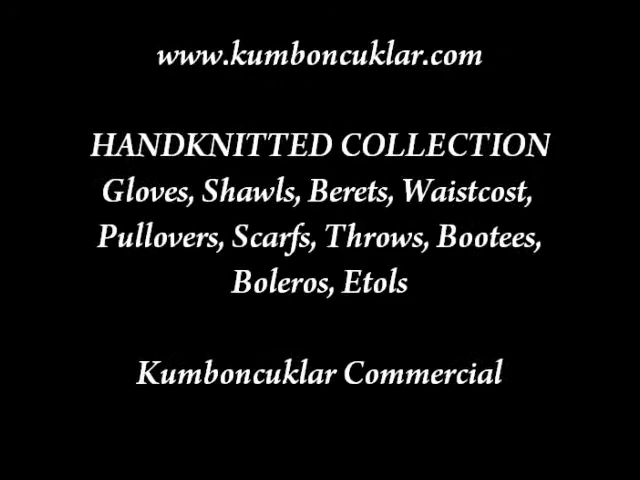 www.kumboncuklar.com
HANDKNITTED COLLECTION
Gloves, Shawls, Berets, Waistcost,
Pullovers, Scarfs, Throws, Bootees,
Boleros, Etols
Kumboncuklar Commercial